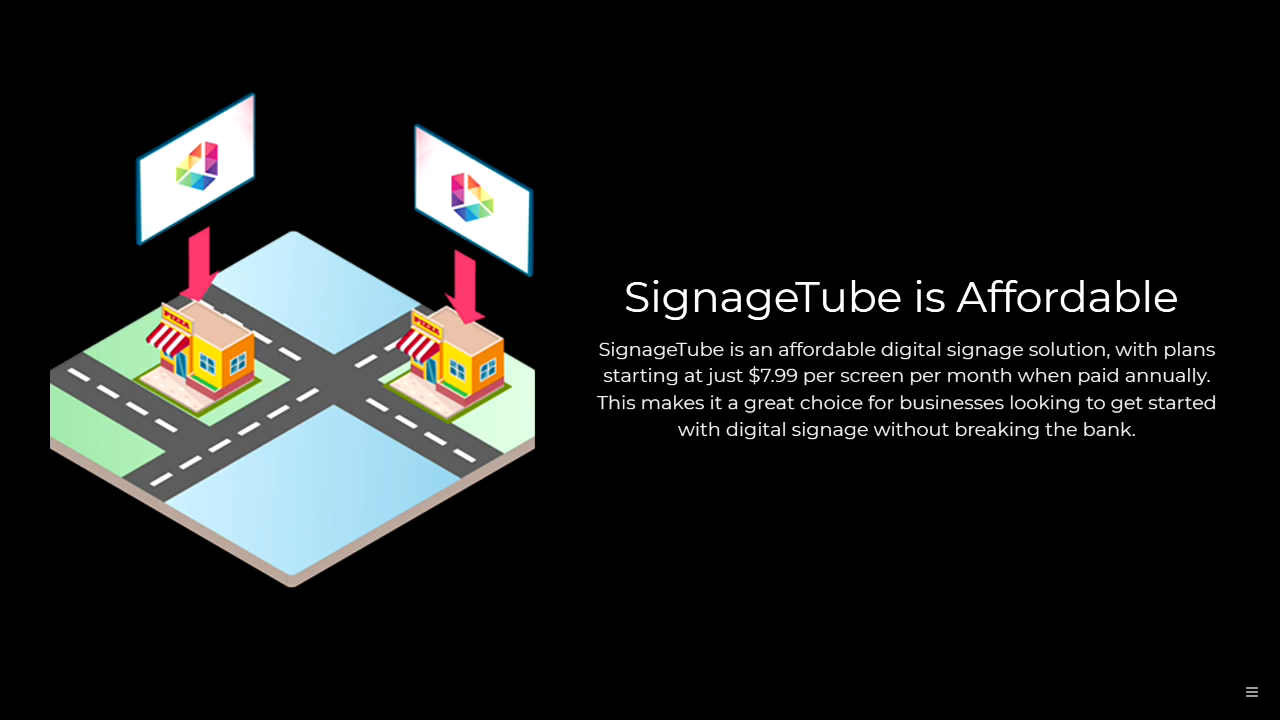 PIZZA
PIZZA
SignageTube is Affordable
SignageTube is an affordable digital signage solution, with plans
starting at just $7.99 per screen per month when paid annually.
This makes it a great choice for businesses looking to get started
with digital signage without breaking the bank.